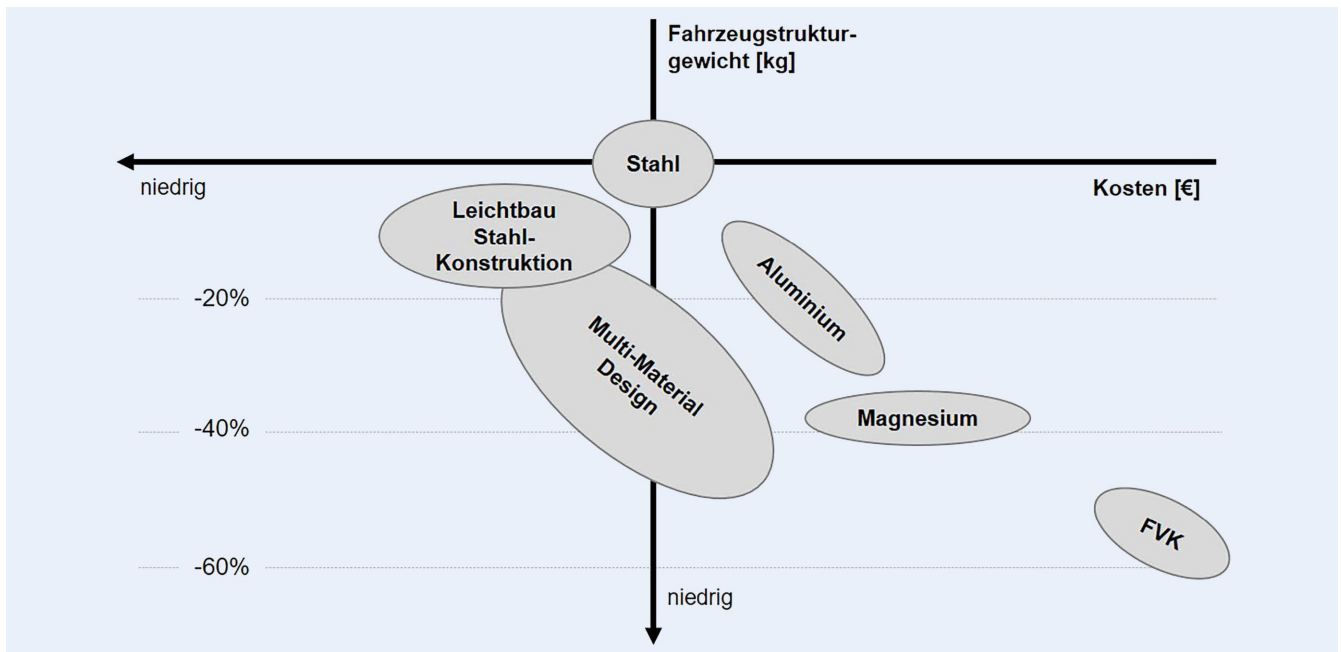 Fahrzeugstruktur-
gewicht [kg]
Stahl
niedrig
Kosten [€]
Leichtbau
Stahl-
Konstruktion
Aluminium
-20%
Multi-Material
Design
Magnesium
-40%
FVK
-60%
niedrig